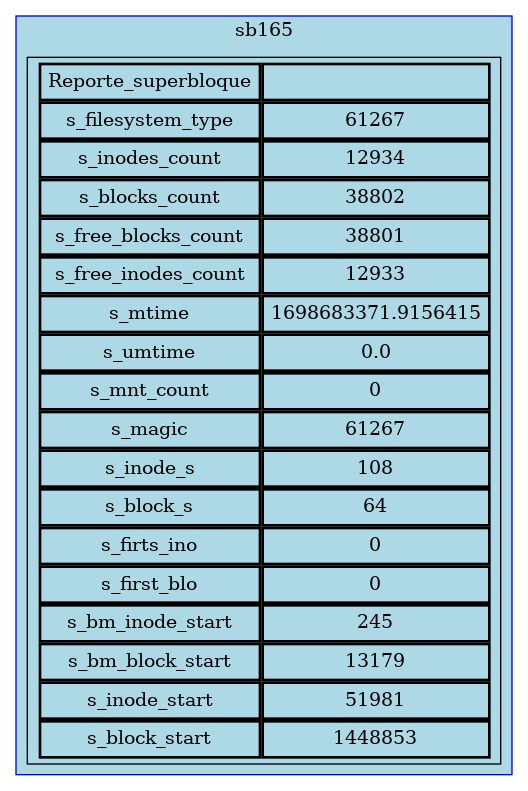 sb165
Reporte_superbloque
s_filesystem_type 61267
s_inodes_count 12934
s_blocks_count 38802
s_free_blocks_count 38801
s_free_inodes_count 12933
s_mtime 1698683371.9156415
s_umtime 0.0
s_mnt_count 0
s_magic 61267
s_inode_s 108
s_block_s 64
s_firts_ino 0
s_first_blo 0
s_bm_inode_start 245
s_bm_block_start 13179
s_inode_start 51981
s_block_start 1448853